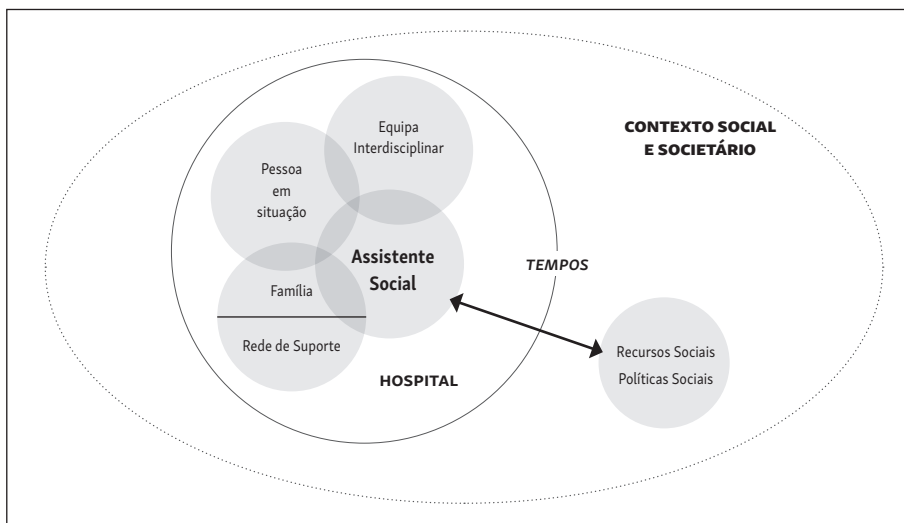 Equipa
Interdisciplinar
CONTEXTO SOCIAL
E SOCIETÁRIO
Pessoa
em
situação
Assistente
Social
TEMPOS
Família
Rede de Suporte
HOSPITAL
Recursos Sociais
Políticas Sociais